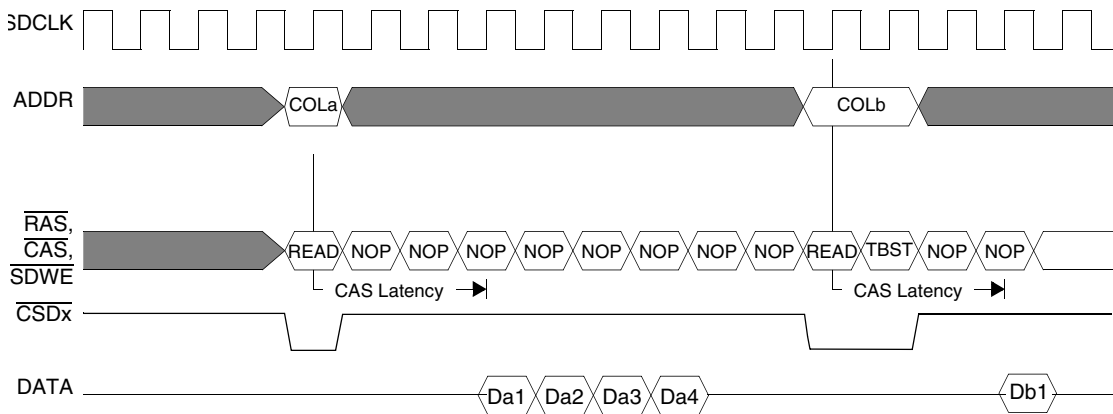 SDCLK
ADDR COLa COLb
RAS,
CAS, READ NOP NOP NOP NOP NOP NOP NOP NOP READ TBST NOP NOP
SDWE
CAS Latency CAS Latency
CSDx
DATA Da1 Da2 Da3 Da4 Db1